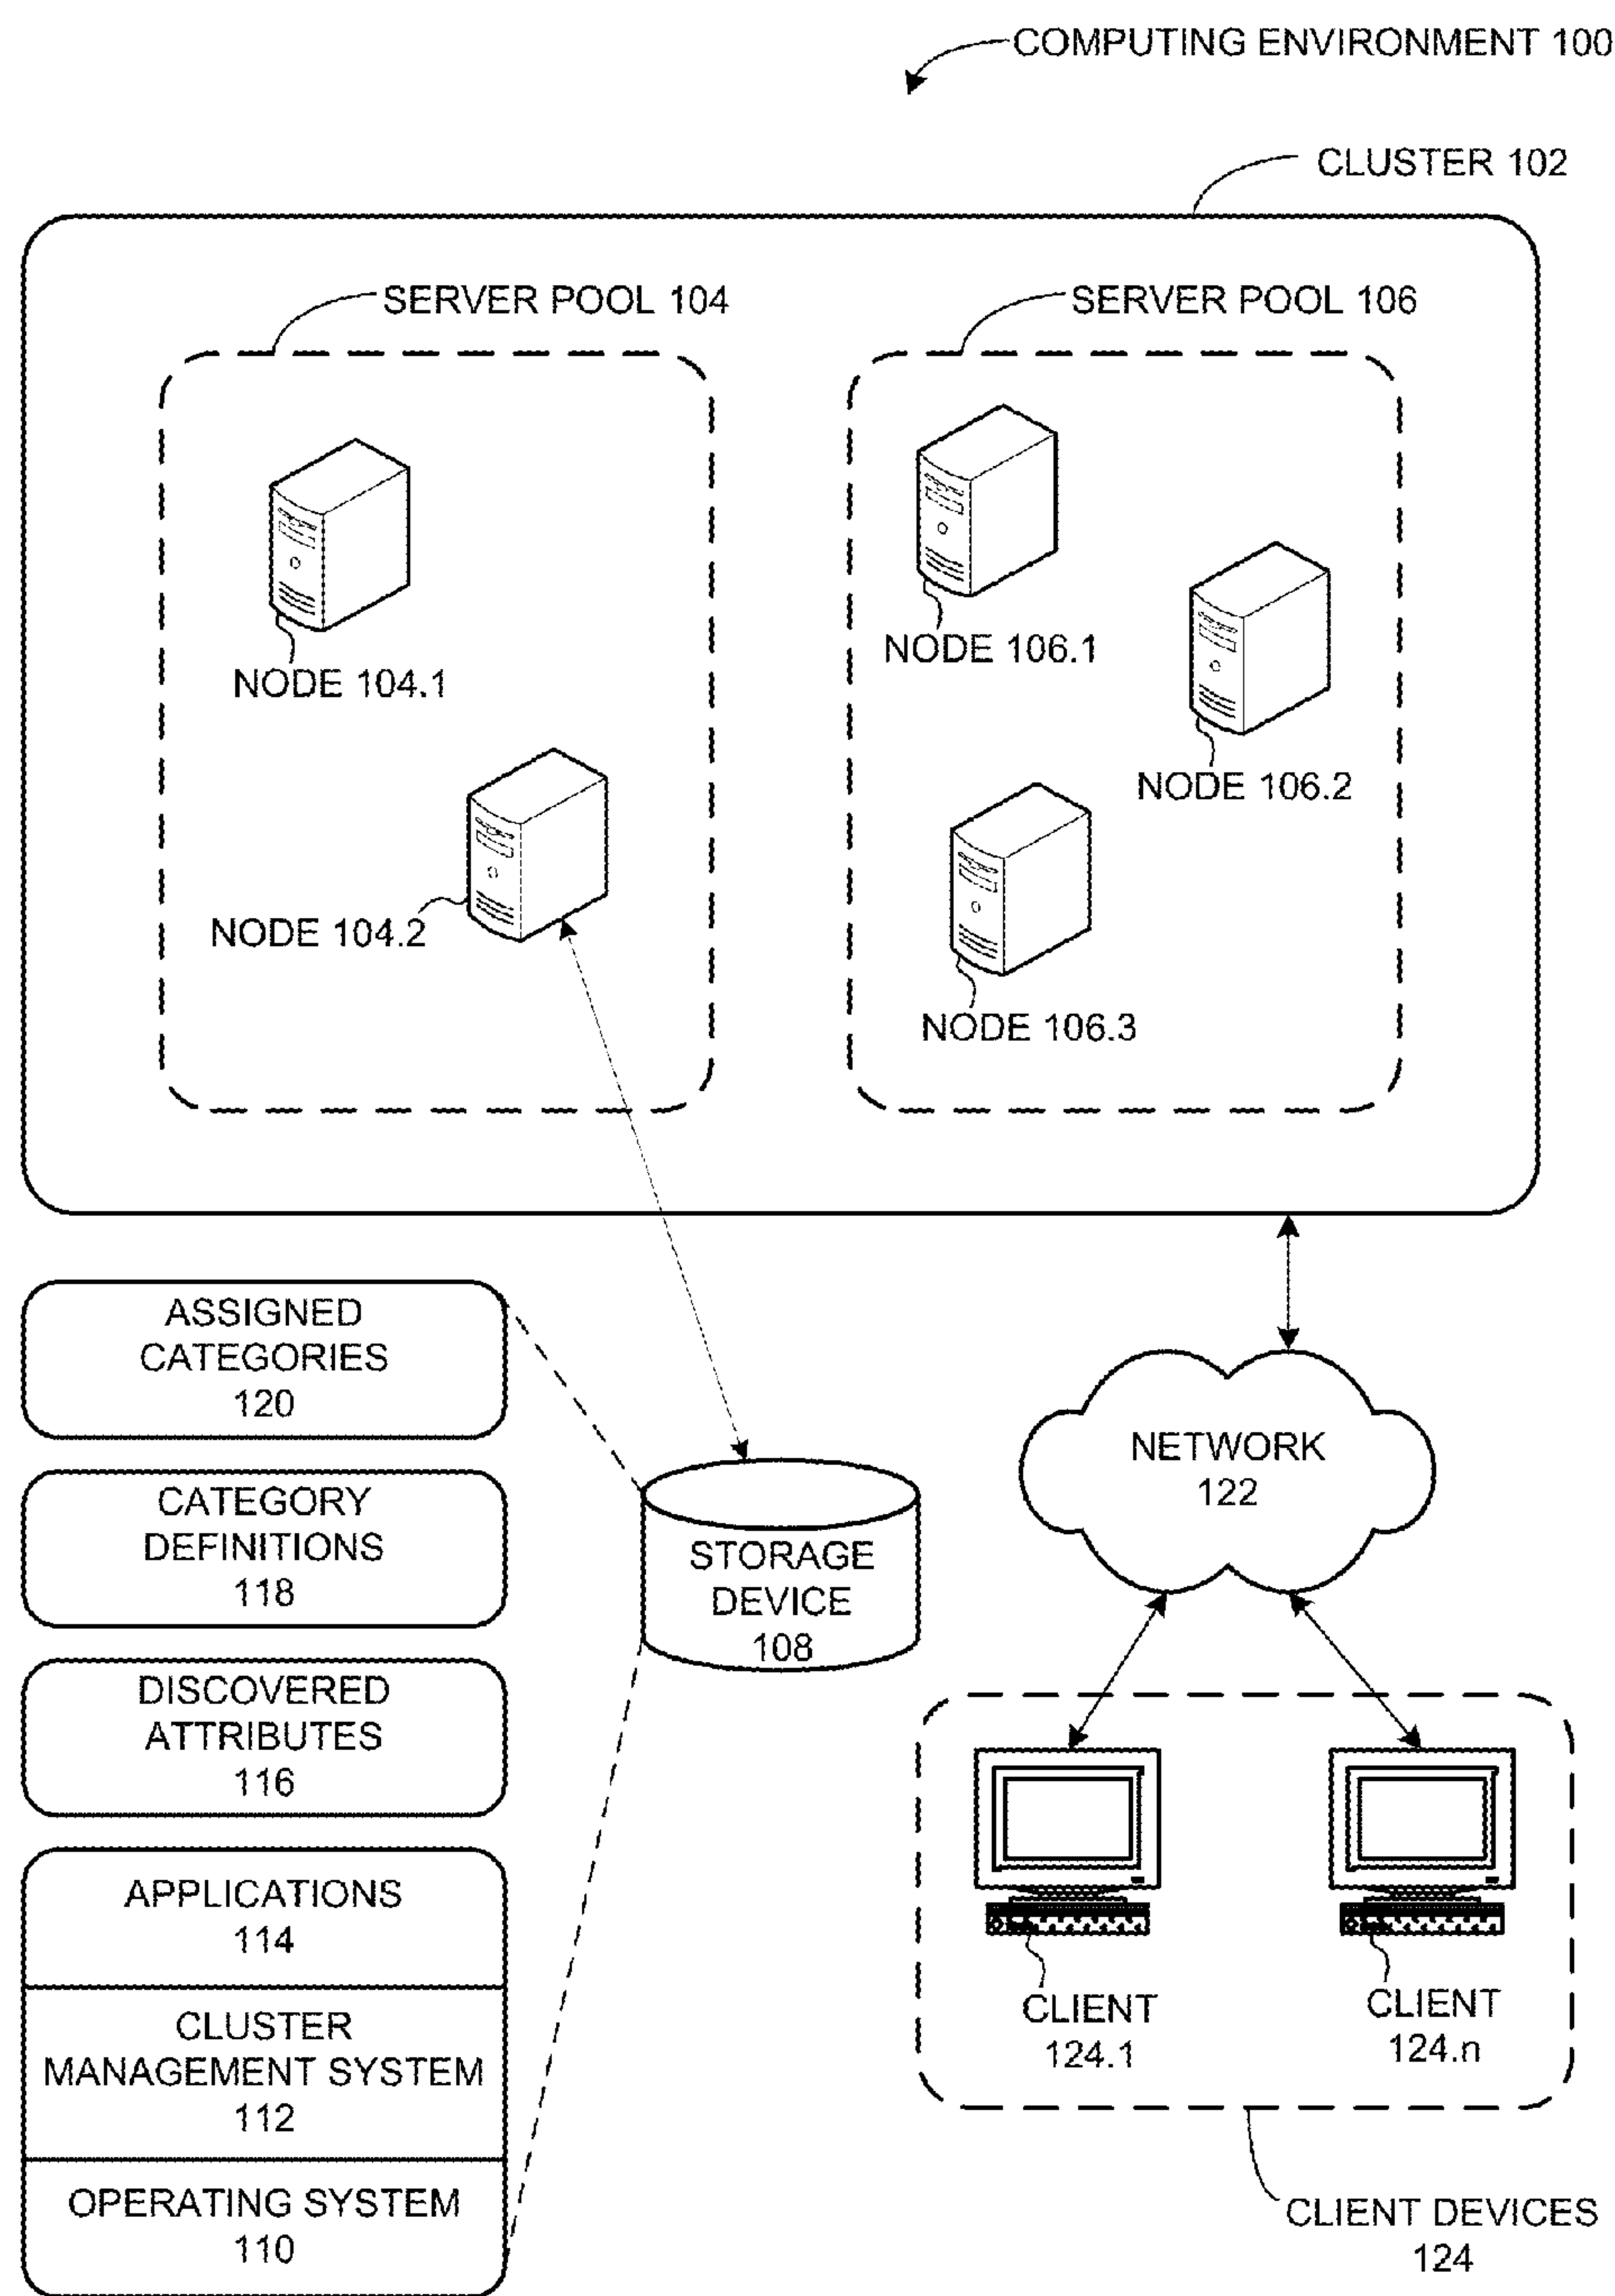 COMPUTING ENVIRONMENT 100
CLUSTER 102
SERVER POOL 104
SERVER POOL 106
NODE 104.1
NODE 106.1
NODE 106.2
NODE 104.2
NODE 106.3
ASSIGNED
CATEGORIES
120
CATEGORY
DEFINITIONS
118
DISCOVERED
ATTRIBUTES
116
APPLICATIONS
114
CLUSTER
MANAGEMENT SYSTEM
112
OPERATING SYSTEM
110
STORAGE
DEVICE
108
NETWORK
122
CLIENT
124.1
CLIENT
124.n
CLIENT DEVICES
124